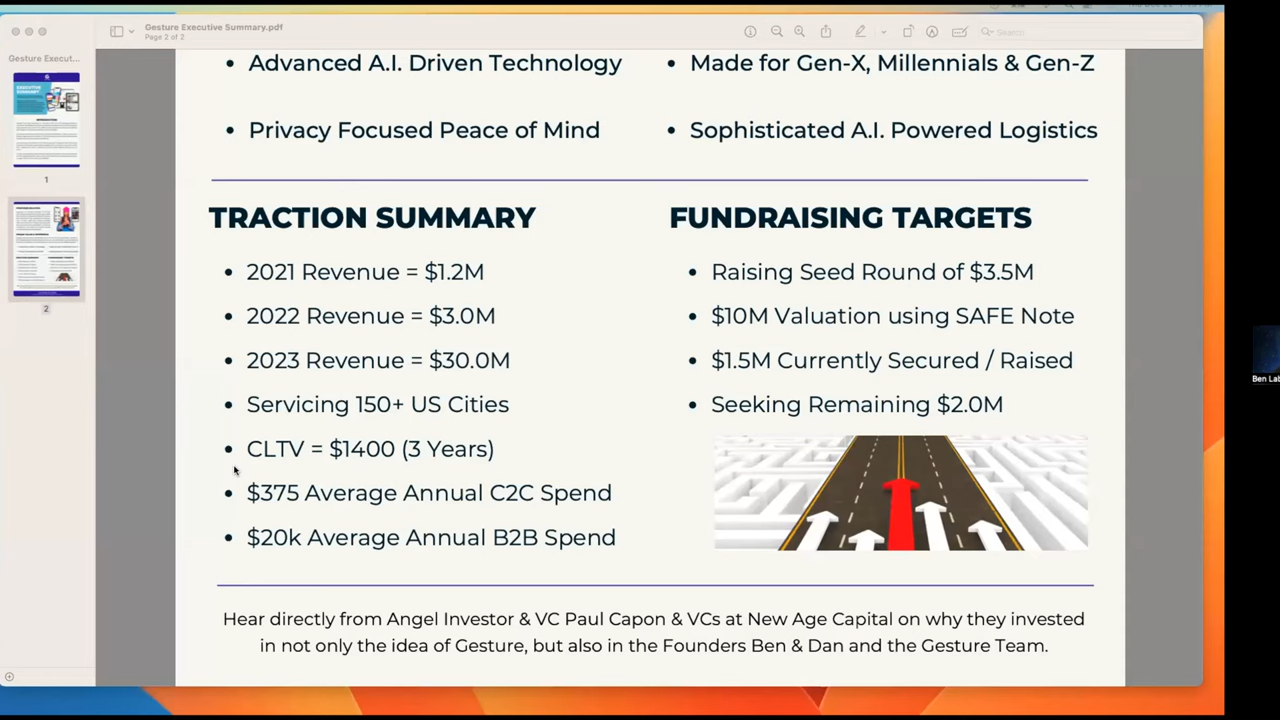 Gesture Executive Summary.pdf
Page 2 of 2
Search
Gesture Execut...
1
2
• Advanced A.I. Driven Technology
• Privacy Focused Peace of Mind
• Made for Gen-X, Millennials & Gen-Z
• Sophisticated A.I. Powered Logistics
TRACTION SUMMARY
• 2021 Revenue = $1.2M
• 2022 Revenue = $3.0M
• 2023 Revenue = $30.0M
• Servicing 150+ US Cities
• CLTV = $1400 (3 Years)
• $375 Average Annual C2C Spend
• $20k Average Annual B2B Spend
FUNDRAISING TARGETS
• Raising Seed Round of $3.5M
• $10M Valuation using SAFE Note
• $1.5M Currently Secured / Raised
• Seeking Remaining $2.0M
Hear directly from Angel Investor & VC Paul Capon & VCs at New Age Capital on why they invested
in not only the idea of Gesture, but also in the Founders Ben & Dan and the Gesture Team.
Ben Lab